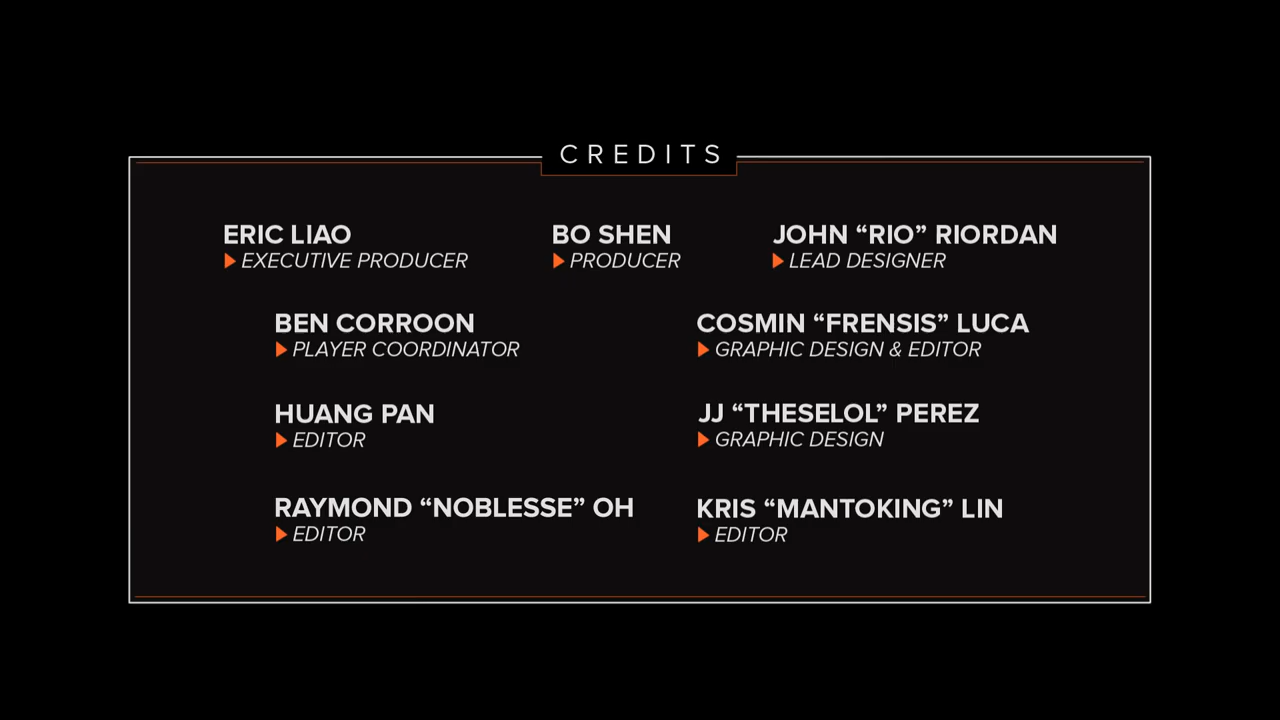 CREDITS
ERIC LIAO
EXECUTIVE PRODUCER
BO SHEN
PRODUCER
JOHN “RIO” RIORDAN
LEAD DESIGNER
BEN CORROON
PLAYER COORDINATOR
COSMIN “FRENSIS” LUCA
GRAPHIC DESIGN & EDITOR
HUANG PAN
EDITOR
JJ “THESELOL” PEREZ
GRAPHIC DESIGN
RAYMOND “NOBLESSE” OH
EDITOR
KRIS “MANTOKING” LIN
EDITOR